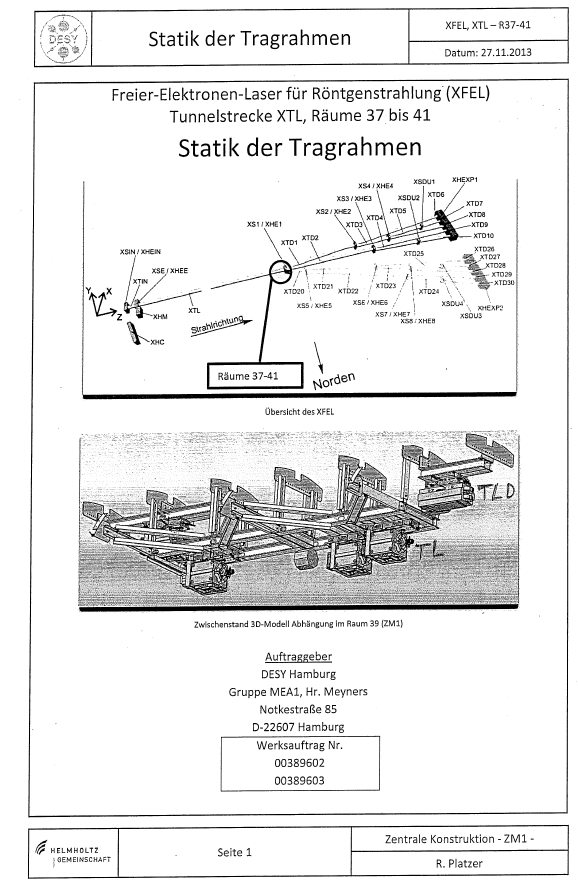 DESY
Statik der Tragrahmen
XFEL, XTL – R37-41
Datum: 27.11.2013
Freier-Elektronen-Laser für Röntgenstrahlung (XFEL)
Tunnelstrecke XTL, Räume 37 bis 41
Statik der Tragrahmen
XSDU1
XHEXP1
XS4 / XHE4
XTD6
XS3 / XHE3
XSDU2
XTD7
XS2 / XHE2
XTD5
XTD8
XTD4
XTD9
XS1 / XHE1
XTD3
XTD10
XTD2
XTD1
XSIN / XHEIN
XTD25
XTD26
XTD27
XSE / XHEE
XTD28
XTIN
XTD29
XTD30
Y
X
Z
XTD20
XTD21
XTD22
XTD23
XTD24
XHM
XTL
XS5 / XHE5
XS6 / XHE6
XSDU4
XHEXP2
XS7 / XHE7
XSDU3
XS8 / XHE8
Strahlrichtung
XHC
Räume 37-41
Norden
Übersicht des XFEL
TLD
TL
Zwischenstand 3D-Modell Abhängung im Raum 39 (ZM1)
Auftraggeber
DESY Hamburg
Gruppe MEA1, Hr. Meyners
Notkestraße 85
D-22607 Hamburg
Werksauftrag Nr.
00389602
00389603
HELMHOLTZ
GEMEINSCHAFT
Seite 1
Zentrale Konstruktion - ZM1 -
R. Platzer